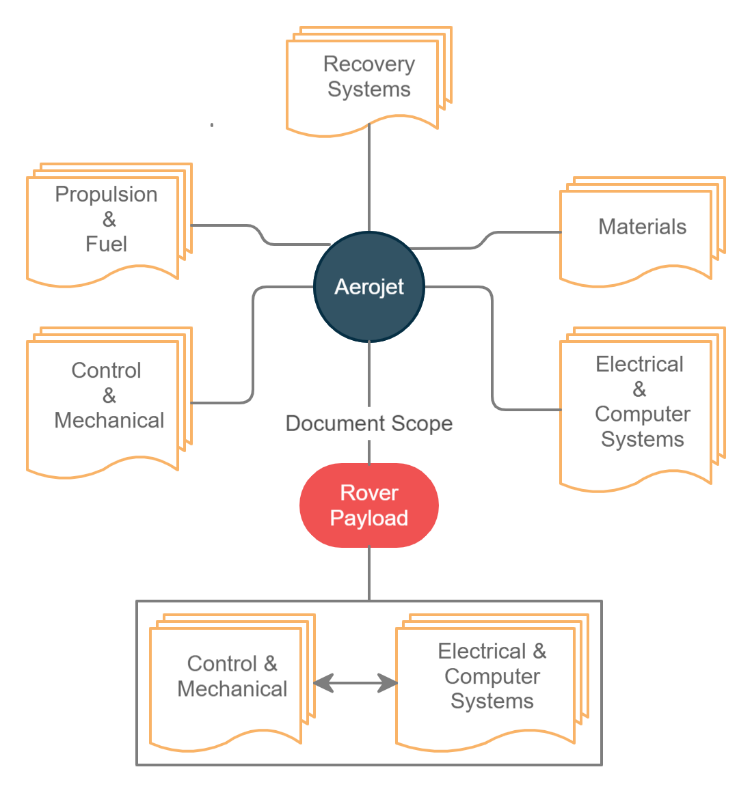 Recovery
Systems
Propulsion
&
Fuel
Materials
Aerojet
Control
&
Mechanical
Electrical
&
Computer
Systems
Document Scope
Rover
Payload
Control &
Mechanical
Electrical &
Computer
Systems